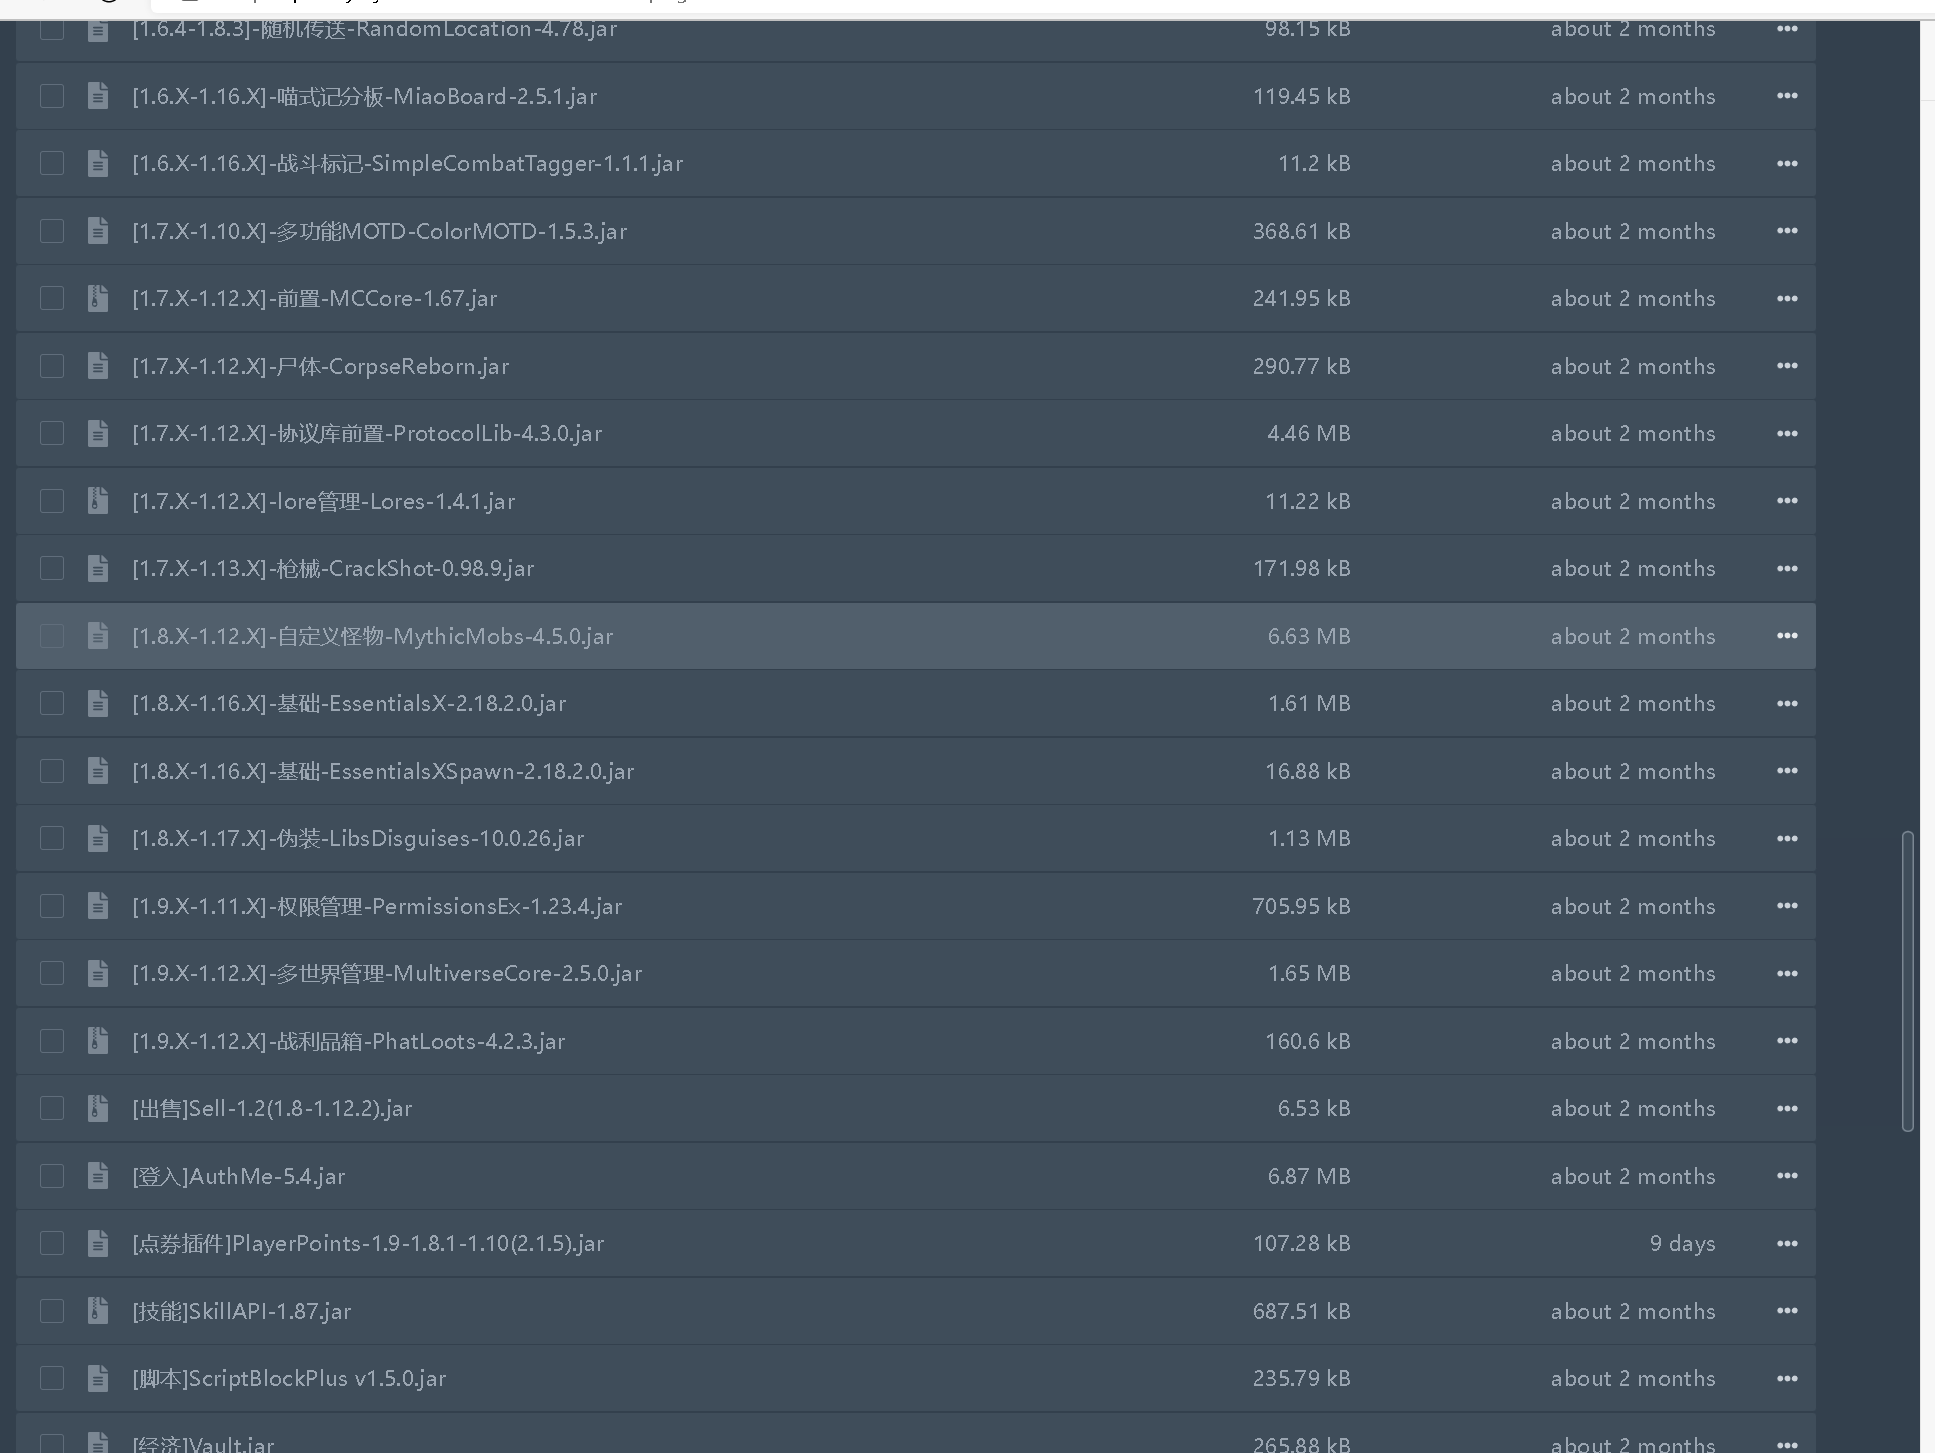 [1.6.4-1.8.3]-随机传送-RandomLocation-4.78.jar 98.15 kB about 2 months
[1.6.X-1.16.X]-喵式记分板-MiaoBoard-2.5.1.jar 119.45 kB about 2 months
[1.6.X-1.16.X]-战斗标记-SimpleCombatTagger-1.1.1.jar 11.2 kB about 2 months
[1.7.X-1.10.X]-多功能MOTD-ColorMOTD-1.5.3.jar 368.61 kB about 2 months
[1.7.X-1.12.X]-前置-MCCore-1.67.jar 241.95 kB about 2 months
[1.7.X-1.12.X]-尸体-CorpseReborn.jar 290.77 kB about 2 months
[1.7.X-1.12.X]-协议库前置-ProtocolLib-4.3.0.jar 4.46 MB about 2 months
[1.7.X-1.12.X]-lore管理-Lores-1.4.1.jar 11.22 kB about 2 months
[1.7.X-1.13.X]-枪械-CrackShot-0.98.9.jar 171.98 kB about 2 months
[1.8.X-1.12.X]-自定义怪物-MythicMobs-4.5.0.jar 6.63 MB about 2 months
[1.8.X-1.16.X]-基础-EssentialsX-2.18.2.0.jar 1.61 MB about 2 months
[1.8.X-1.16.X]-基础-EssentialsXSpawn-2.18.2.0.jar 16.88 kB about 2 months
[1.8.X-1.17.X]-伪装-LibsDisguises-10.0.26.jar 1.13 MB about 2 months
[1.9.X-1.11.X]-权限管理-PermissionsEx-1.23.4.jar 705.95 kB about 2 months
[1.9.X-1.12.X]-多世界管理-MultiverseCore-2.5.0.jar 1.65 MB about 2 months
[1.9.X-1.12.X]-战利品箱-PhatLoots-4.2.3.jar 160.6 kB about 2 months
[出售]Sell-1.2(1.8-1.12.2).jar 6.53 kB about 2 months
[登入]AuthMe-5.4.jar 6.87 MB about 2 months
[点券插件]PlayerPoints-1.9-1.8.1-1.10(2.1.5).jar 107.28 kB 9 days
[技能]SkillAPI-1.87.jar 687.51 kB about 2 months
[脚本]ScriptBlockPlus v1.5.0.jar 235.79 kB about 2 months
[经济]Vault.jar 265.88 kB about 2 months